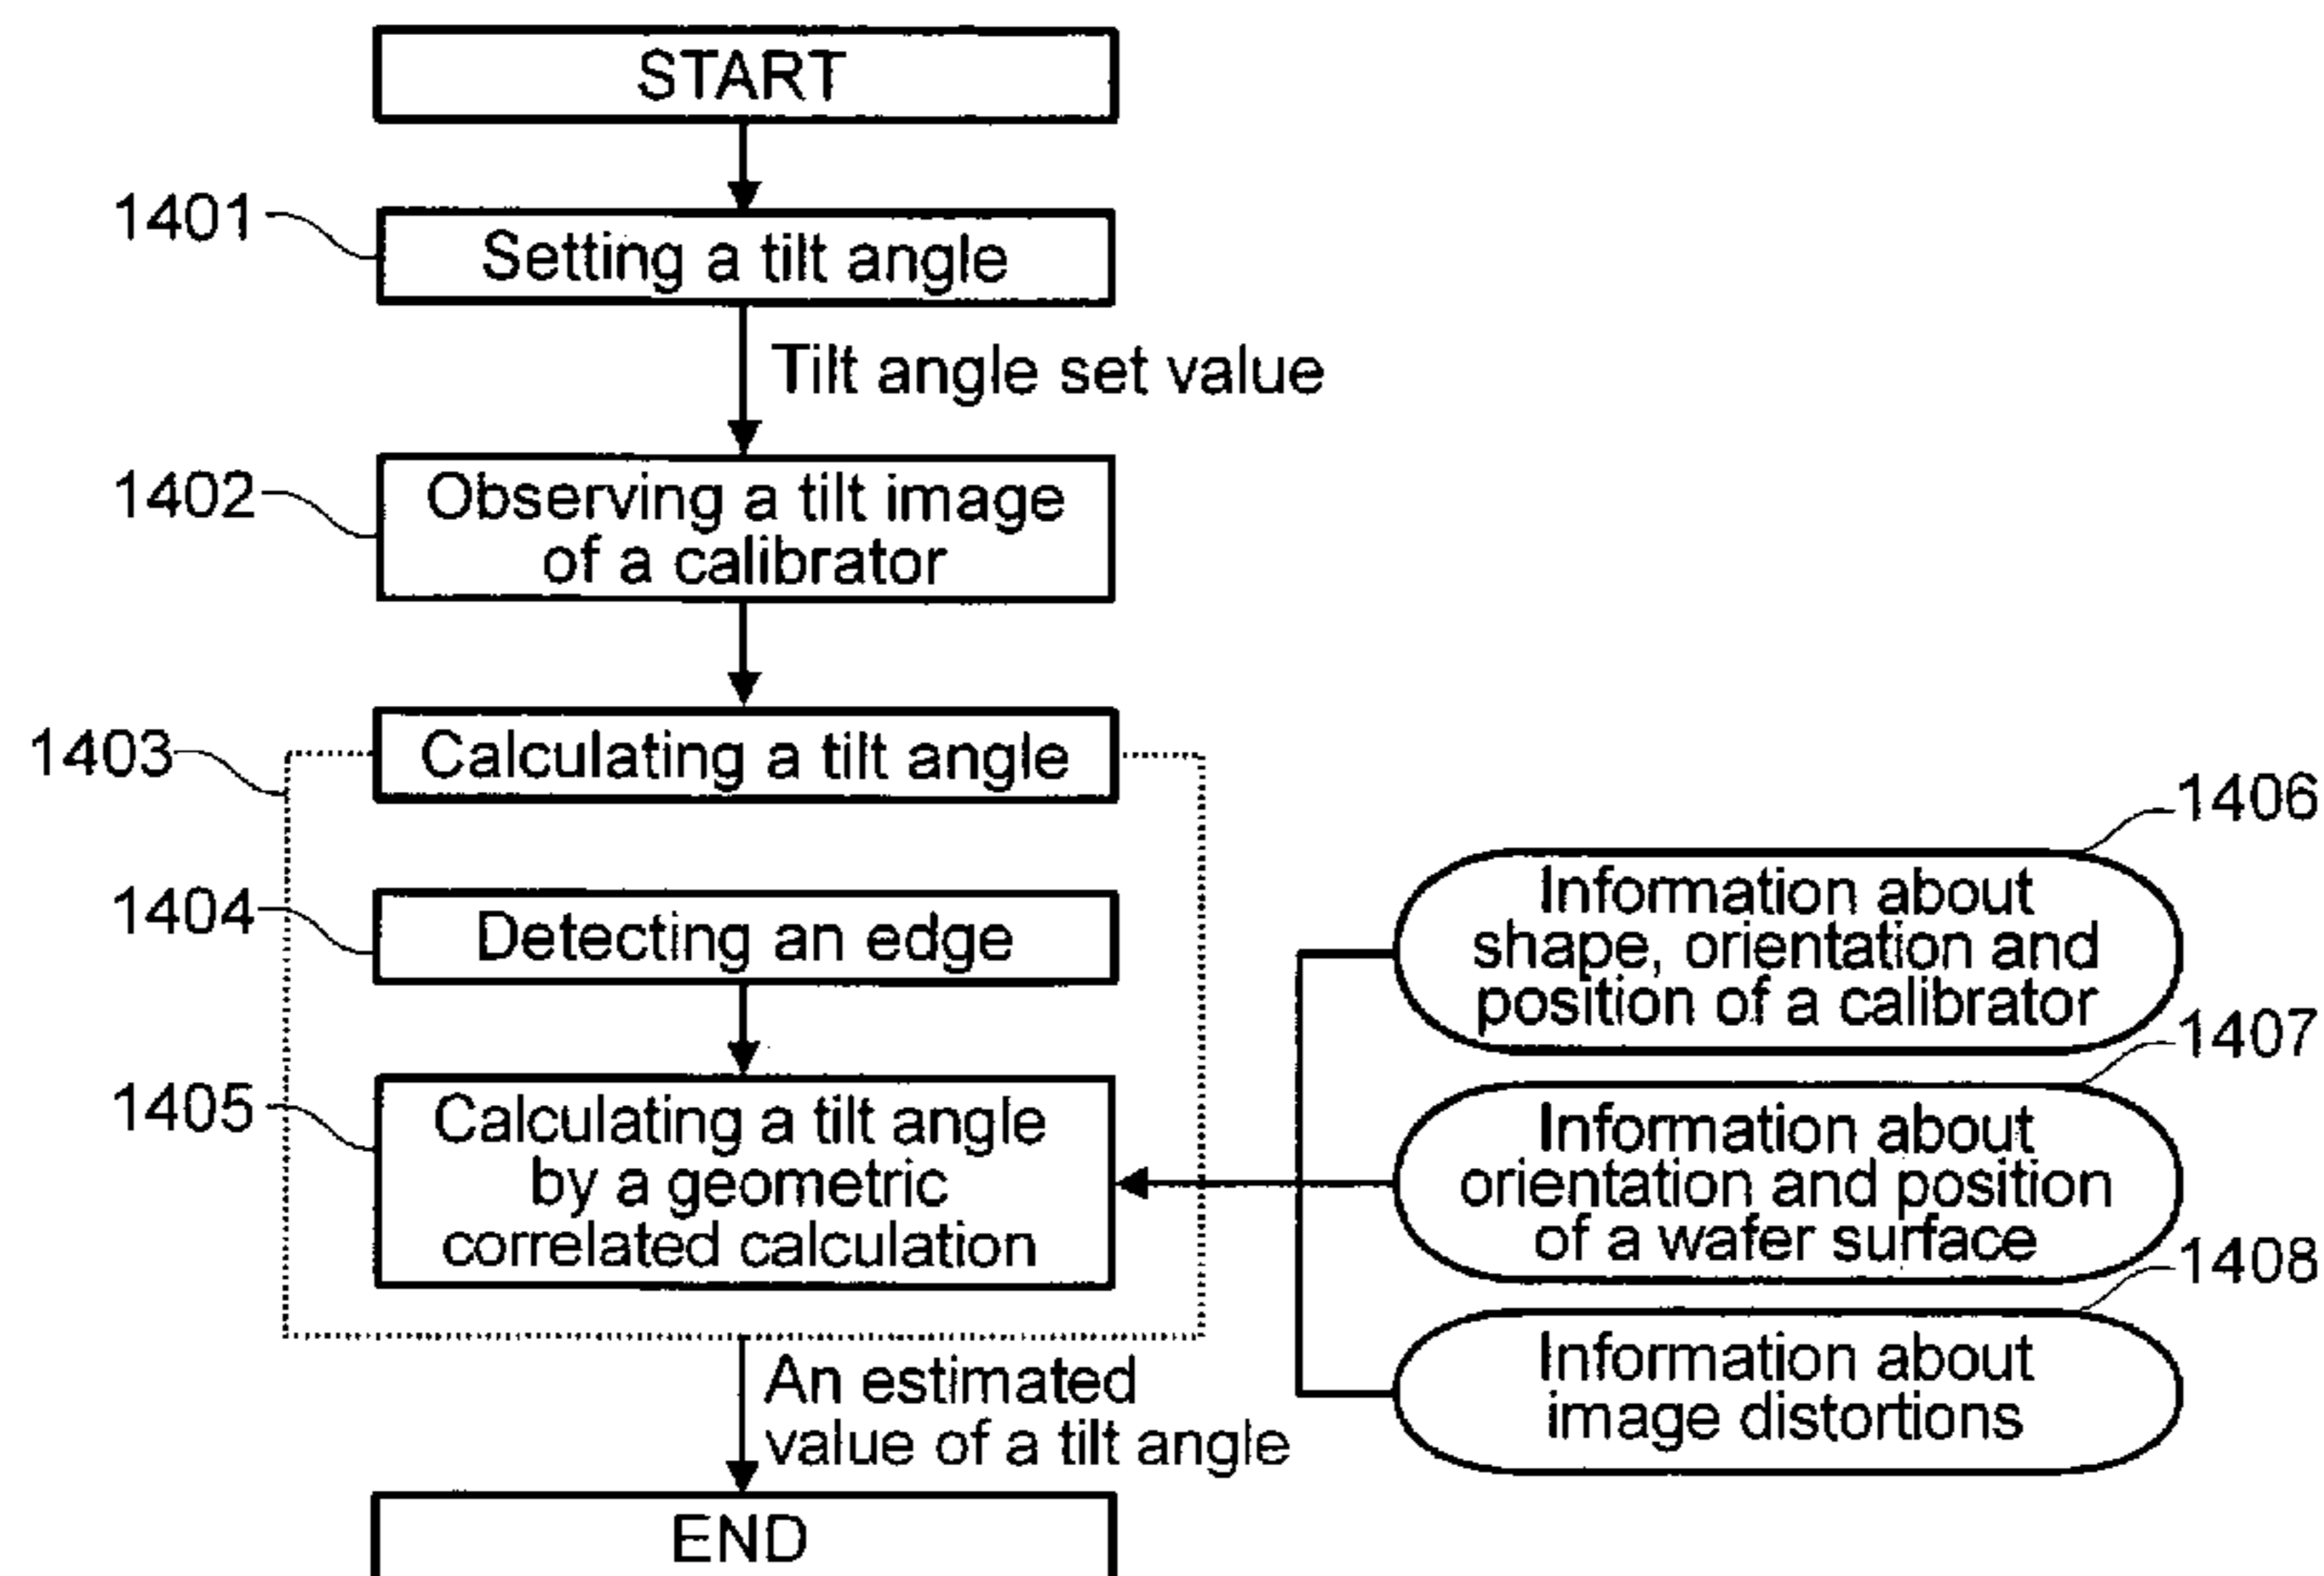 START
1401
Setting a tilt angle
Tilt angle set value
1402
Observing a tilt image
of a calibrator
1403
Calculating a tilt angle
1404
Detecting an edge
1405
Calculating a tilt angle
by a geometric
correlated calculation
1406
Information about
shape, orientation and
position of a calibrator
1407
Information about
orientation and position
of a wafer surface
1408
Information about
image distortions
An estimated
value of a tilt angle
END